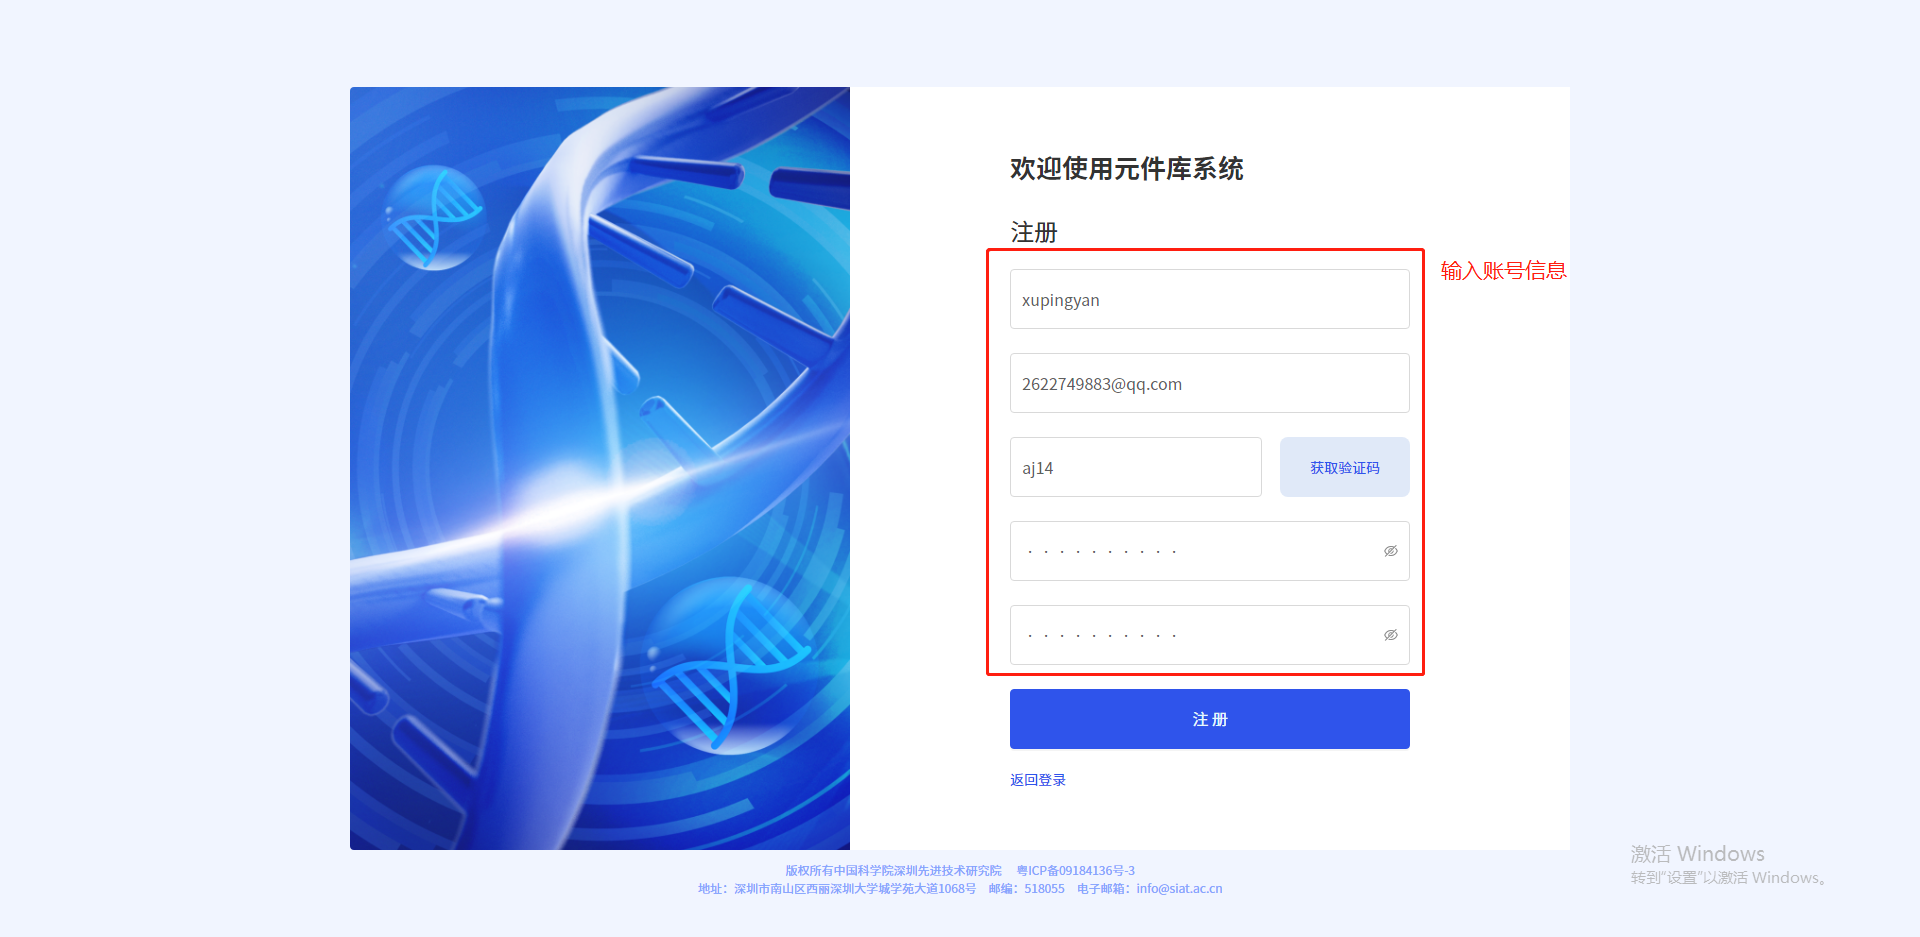 欢迎使用元件库系统
注册
输入账号信息
xupingyan
2622749883@qq.com
aj14
获取验证码
··········
··········
注 册
返回登录
版权所有中国科学院深圳先进技术研究院 粤ICP备09184136号-3
地址：深圳市南山区西丽深圳大学城学苑大道1068号 邮编：518055 电子邮箱：info@siat.ac.cn
激活 Windows
转到"设置"以激活 Windows。